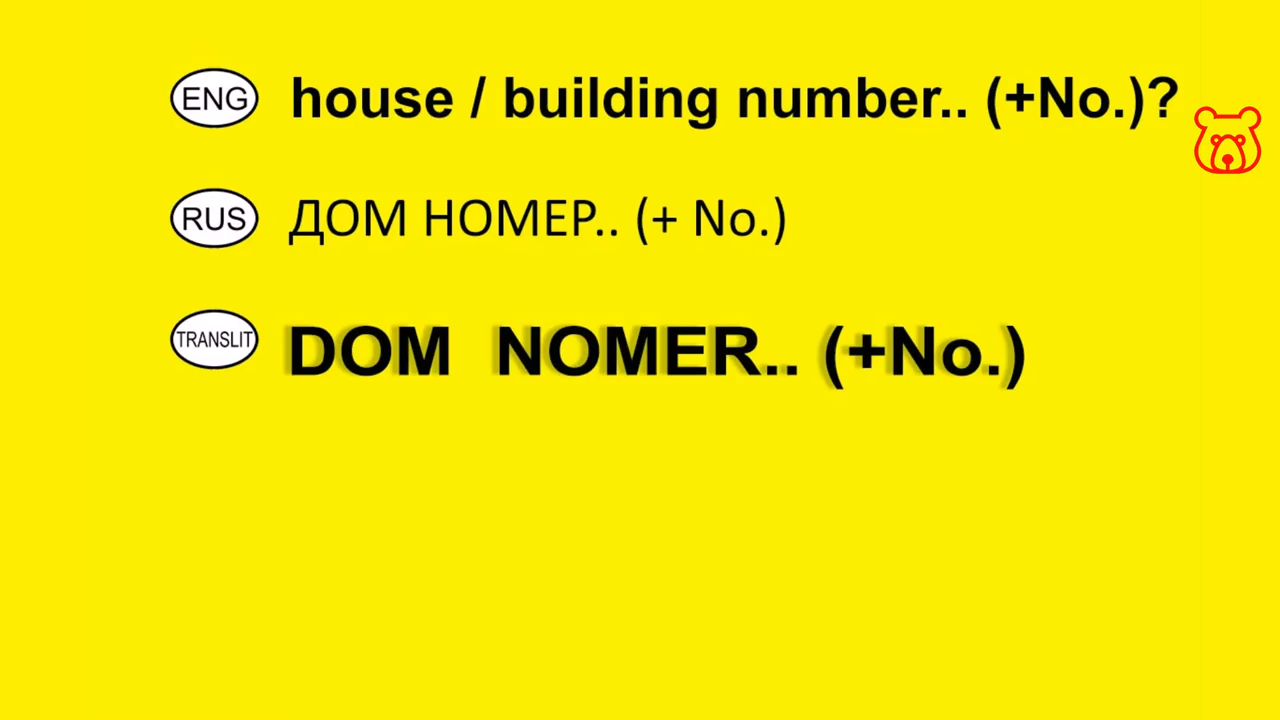 ENG house / building number.. (+No.)?
RUS ДОМ НОМЕР.. (+ No.)
TRANSLIT DOM NOMER.. (+No.)